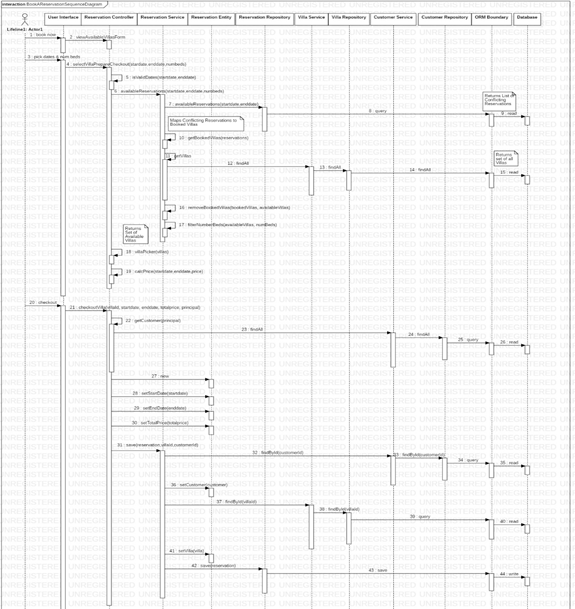 interaction BookAReservationSequenceDiagram
User Interface
Reservation Controller
Reservation Service
Reservation Entity
Reservation Repository
Villa Service
Villa Repository
Customer Service
Customer Repository
ORM Boundary
Database
Lifeline1: Actor1
1 : book now
2 : viewAvailableVillasForm
3 : pick dates & num beds
4 : selectVillaPrepareCheckout(startdate,enddate,numbeds)
5 : isValidDates(startdate,enddate)
6 : availableReservations(startdate,enddate,numbeds)
7 : availableReservations(startdate,enddate)
8 : query
Returns List of
Conflicting
Reservations
9 : read
Maps Conflicting Reservations to
Booked Villas
10 : getBookedVillas(reservations)
12 : findAll
13 : findAll
14 : findAll
Returns
set of all
Villas
15 : read
16 : removeBookedVillas(bookedVillas, availableVillas)
17 : filterNumberBeds(availableVillas, numBeds)
Returns
Set of
Available
Villas
18 : villaPicker(villas)
19 : calcPrice(startdate,enddate,price)
20 : checkout
21 : checkoutVilla(villaId, startdate, enddate, totalprice, principal)
22 : getCustomer(principal)
23 : findAll
24 : findAll
25 : query
26 : read
27 : new
28 : setStartDate(startdate)
29 : setEndDate(enddate)
30 : setTotalPrice(totalprice)
31 : save(reservation,villaId,customerId)
32 : findById(customerId)
33 : findById(customerId)
34 : query
35 : read
36 : setCustomer(customer)
37 : findById(villaId)
38 : findById(villaId)
39 : query
40 : read
41 : setVilla(villa)
42 : save(reservation)
43 : save
44 : write